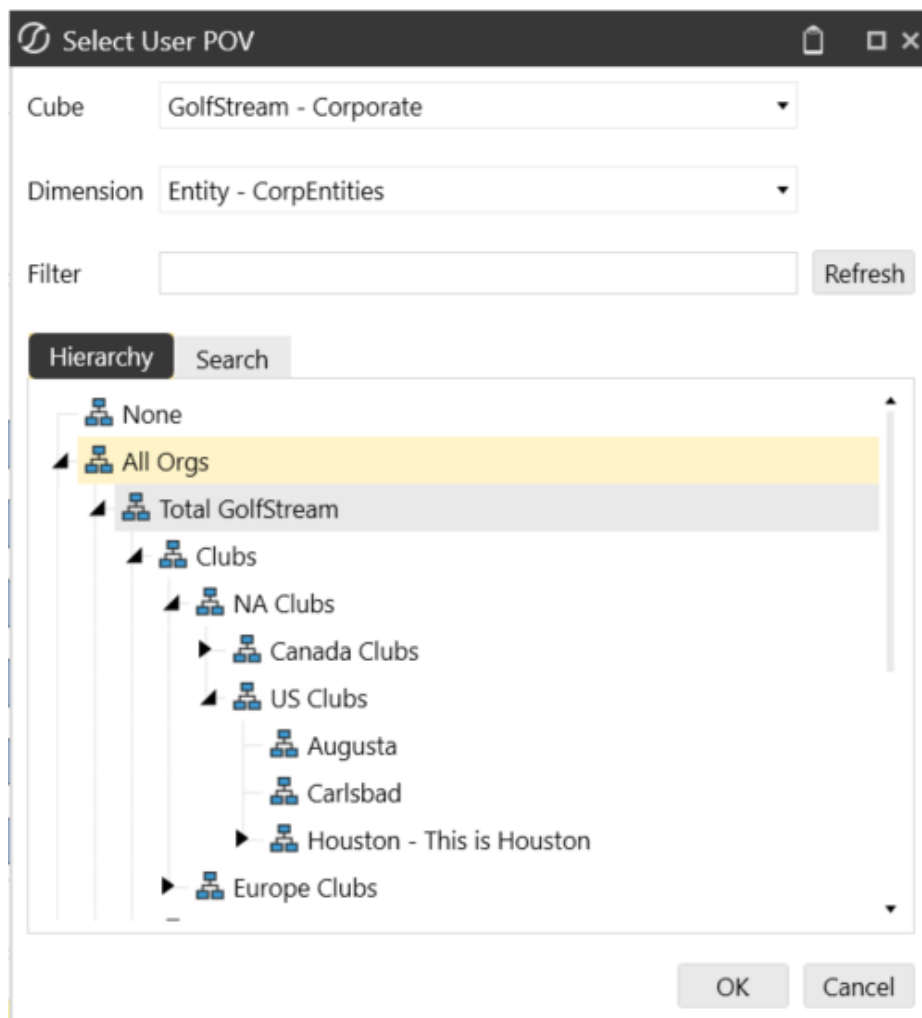 Select User POV
Cube GolfStream - Corporate
Dimension Entity - CorpEntities
Filter Refresh
Hierarchy Search
None
All Orgs
Total GolfStream
Clubs
NA Clubs
Canada Clubs
US Clubs
Augusta
Carlsbad
Houston - This is Houston
Europe Clubs
OK Cancel